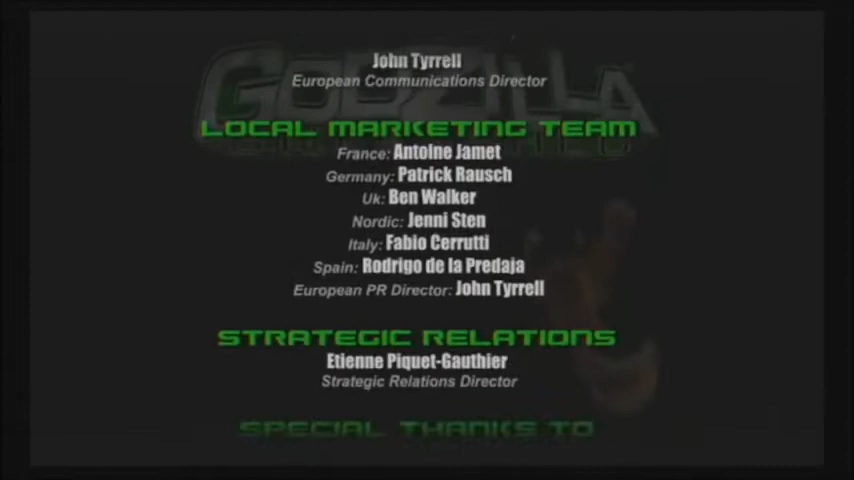 GODZILLA
John Tyrrell
European Communications Director
LOCAL MARKETING TEAM
France: Antoine Jamet
Germany: Patrick Rausch
Uk: Ben Walker
Nordic: Jenni Sten
Italy: Fabio Cerrutti
Spain: Rodrigo de la Predaja
European PR Director: John Tyrrell
STRATEGIC RELATIONS
Etienne Piquet-Gauthier
Strategic Relations Director
SPECIAL THANKS TO